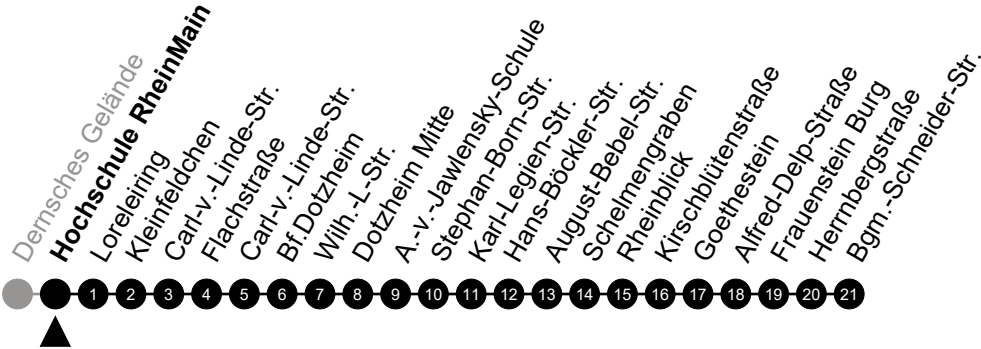 Dernsches Gelände
Hochschule RheinMain
Loreleiring
Kleinfeldchen
Carl-v.-Linde-Str.
Flachstraße
Carl-v.-Linde-Str.
Bf.Dotzheim
Wilh.-L-Str.
Dotzheim Mitte
A.-v.-Jawlensky-Schule
Stephan-Born-Str.
Karl-Legien-Str.
Hans-Böckler-Str.
August-Bebel-Str.
Schelmengraben
Rheinblick
Kirschblütenstraße
Goethestein
Alfred-Delp-Straße
Frauenstein Burg
Herrnbergstraße
Bgm.-Schneider-Str.
1 2 3 4 5 6 7 8 9 10 11 12 13 14 15 16 17 18 19 20 21